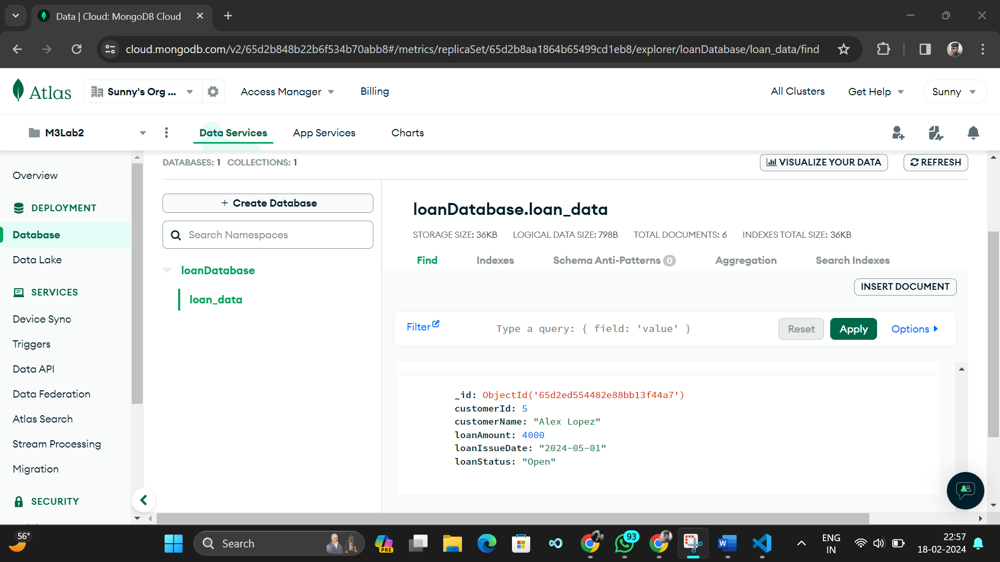 Data | Cloud: MongoDB Cloud
cloud.mongodb.com/v2/65d2b848b22b6f534b70abb8#/metrics/replicaSet/65d2b8aa1864b65499cd1eb8/explorer/loanDatabase/loan_data/find
Atlas
Sunny's Org ...
Access Manager
Billing
All Clusters
Get Help
Sunny
M3Lab2
Data Services
App Services
Charts
Overview
DEPLOYMENT
Database
Data Lake
SERVICES
Device Sync
Triggers
Data API
Data Federation
Atlas Search
Stream Processing
Migration
SECURITY
DATABASES: 1 COLLECTIONS: 1
VISUALIZE YOUR DATA
REFRESH
+ Create Database
Search Namespaces
loanDatabase
loan_data
loanDatabase.loan_data
STORAGE SIZE: 36KB LOGICAL DATA SIZE: 798B TOTAL DOCUMENTS: 6 INDEXES TOTAL SIZE: 36KB
Find
Indexes
Schema Anti-Patterns 0
Aggregation
Search Indexes
INSERT DOCUMENT
Filter
Type a query: { field: 'value' }
Reset
Apply
Options
_id: ObjectId('65d2ed554482e88bb13f44a7')
customerId: 5
customerName: "Alex Lopez"
loanAmount: 4000
loanIssueDate: "2024-05-01"
loanStatus: "Open"
56°
Search
PRE
93
W
ENG
IN
22:57
18-02-2024